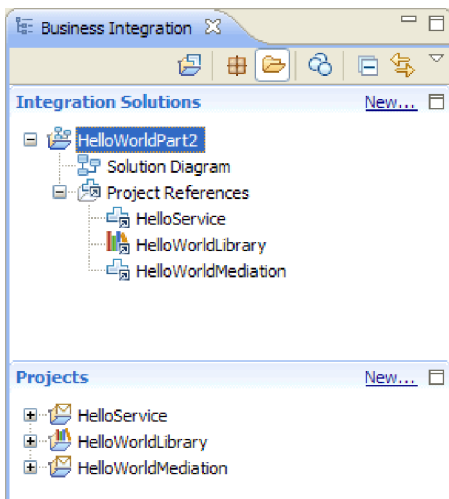 Business Integration
Integration Solutions New...
HelloWorldPart2
Solution Diagram
Project References
HelloService
HelloWorldLibrary
HelloWorldMediation
Projects New...
HelloService
HelloWorldLibrary
HelloWorldMediation